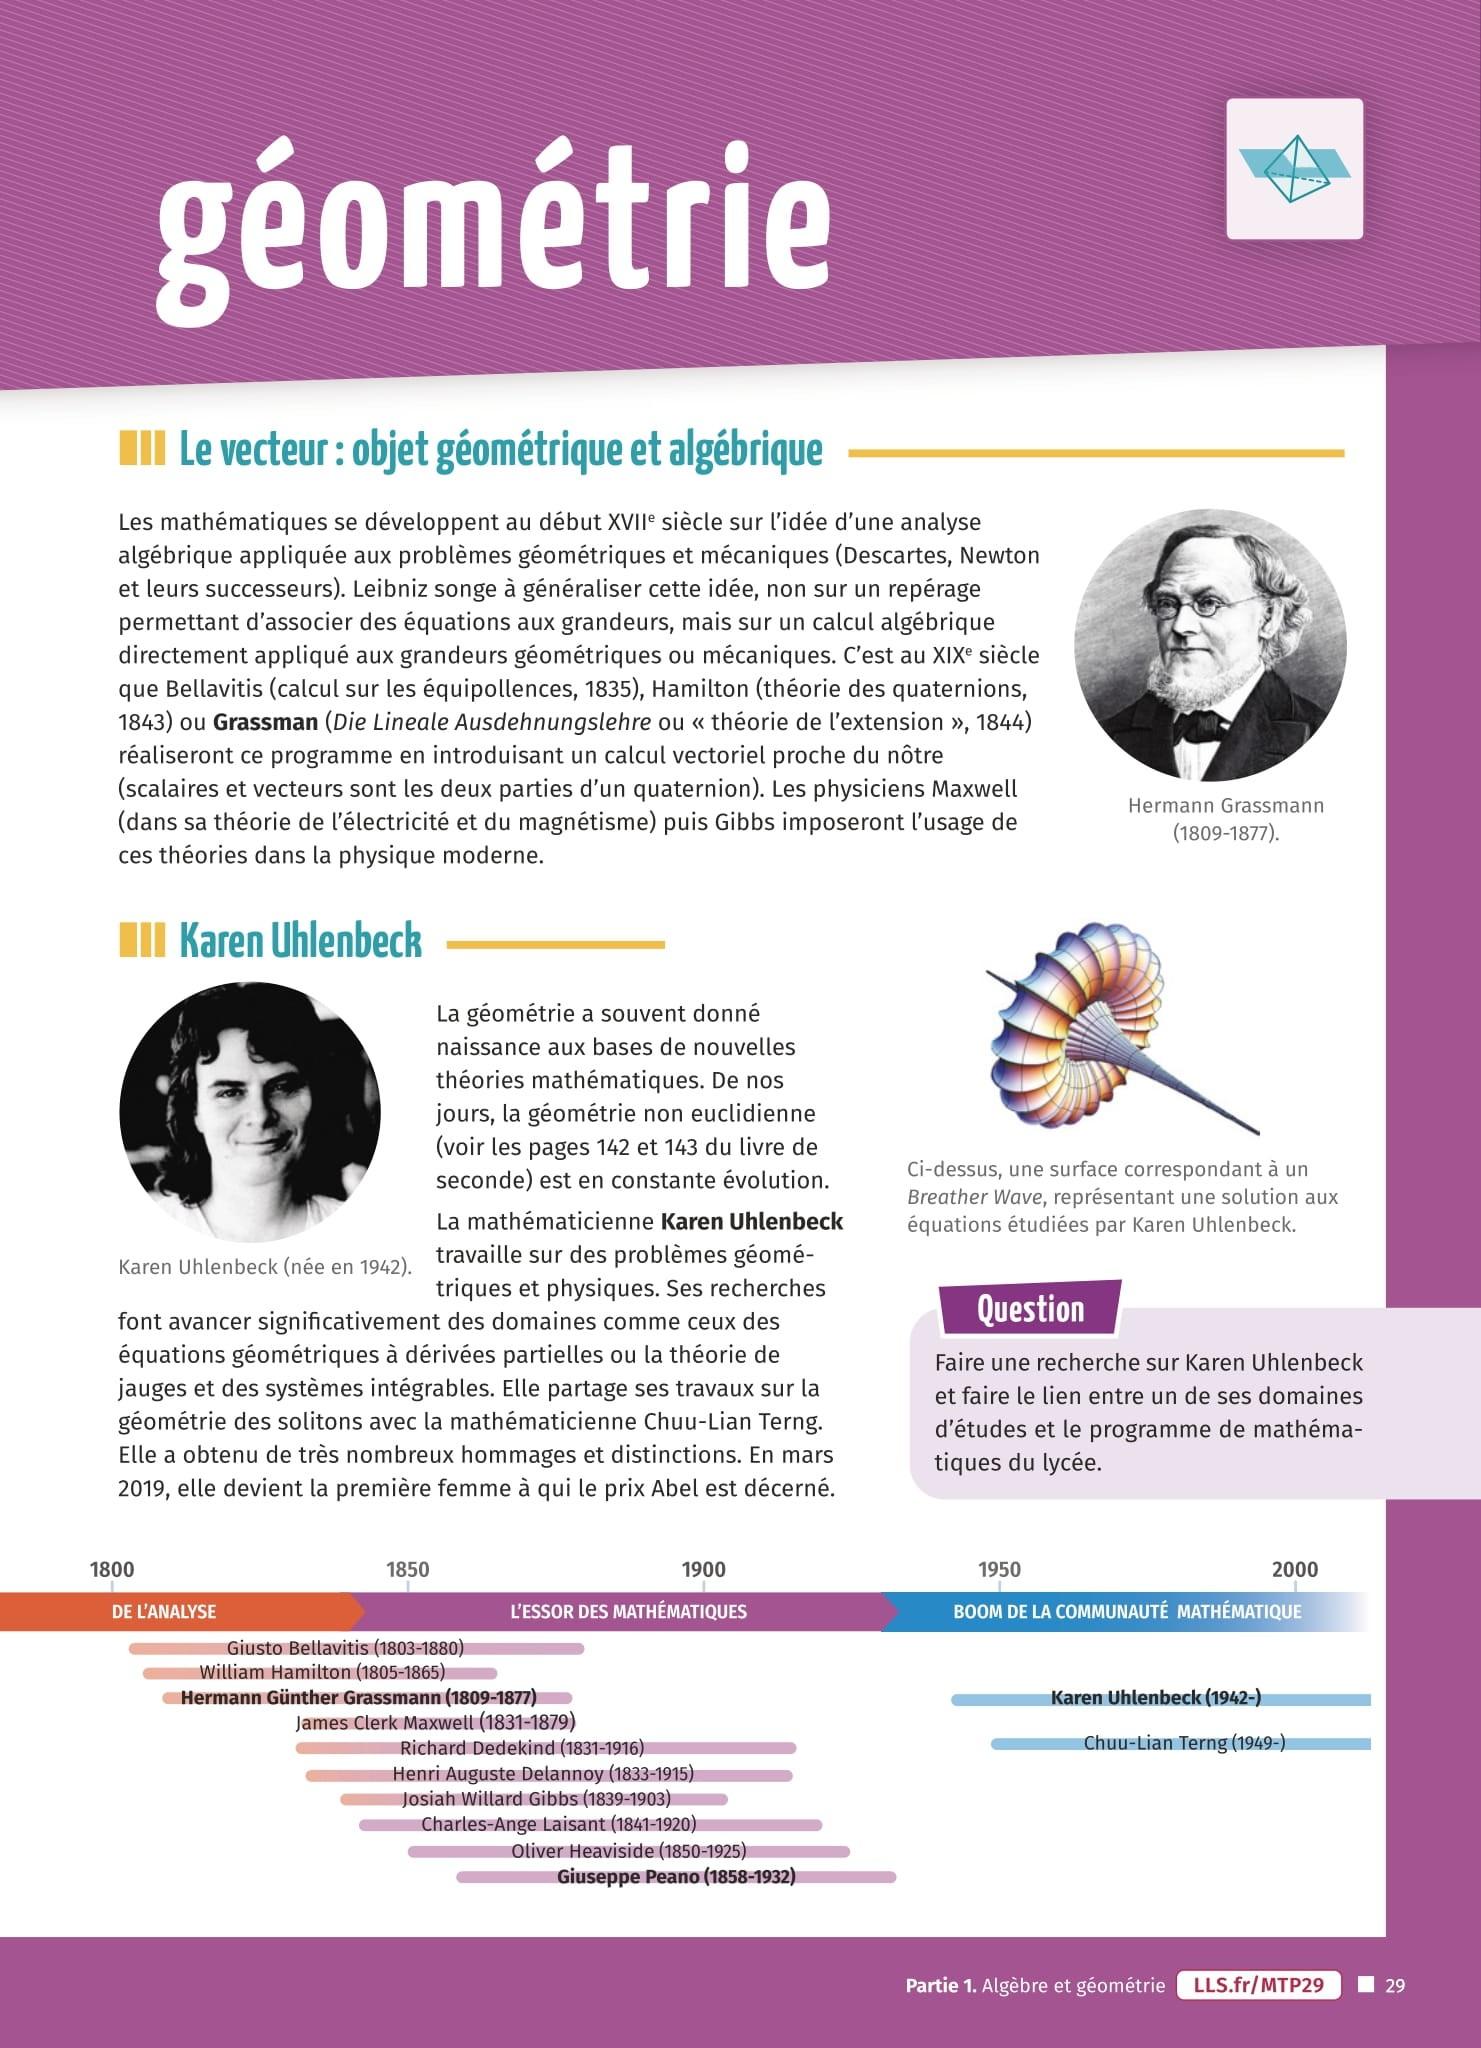 géométrie
Le vecteur : objet géométrique et algébrique
Les mathématiques se développent au début XVIIᵉ siècle sur l’idée d’une analyse
algébrique appliquée aux problèmes géométriques et mécaniques (Descartes, Newton
et leurs successeurs). Leibniz songe à généraliser cette idée, non sur un repérage
permettant d’associer des équations aux grandeurs, mais sur un calcul algébrique
directement appliqué aux grandeurs géométriques ou mécaniques. C’est au XIXᵉ siècle
que Bellavitis (calcul sur les équipollences, 1835), Hamilton (théorie des quaternions,
1843) ou Grassman (Die Lineale Ausdehnungslehre ou « théorie de l’extension », 1844)
réaliseront ce programme en introduisant un calcul vectoriel proche du nôtre
(scalaires et vecteurs sont les deux parties d’un quaternion). Les physiciens Maxwell
(dans sa théorie de l’électricité et du magnétisme) puis Gibbs imposeront l’usage de
ces théories dans la physique moderne.
Hermann Grassmann
(1809-1877).
Karen Uhlenbeck
Karen Uhlenbeck (née en 1942).
La géométrie a souvent donné
naissance aux bases de nouvelles
théories mathématiques. De nos
jours, la géométrie non euclidienne
(voir les pages 142 et 143 du livre de
seconde) est en constante évolution.
La mathématicienne Karen Uhlenbeck
travaille sur des problèmes géomé-
triques et physiques. Ses recherches
font avancer significativement des domaines comme ceux des
équations géométriques à dérivées partielles ou la théorie de
jauges et des systèmes intégrables. Elle partage ses travaux sur la
géométrie des solitons avec la mathématicienne Chuu-Lian Terng.
Elle a obtenu de très nombreux hommages et distinctions. En mars
2019, elle devient la première femme à qui le prix Abel est décerné.
Ci-dessus, une surface correspondant à un
Breather Wave, représentant une solution aux
équations étudiées par Karen Uhlenbeck.
Question
Faire une recherche sur Karen Uhlenbeck
et faire le lien entre un de ses domaines
d’études et le programme de mathéma-
tiques du lycée.
1800 1850 1900 1950 2000
DE L’ANALYSE L’ESSOR DES MATHÉMATIQUES BOOM DE LA COMMUNAUTÉ MATHÉMATIQUE
Giusto Bellavitis (1803-1880)
William Hamilton (1805-1865)
Hermann Günther Grassmann (1809-1877) Karen Uhlenbeck (1942-)
James Clerk Maxwell (1831-1879)
Richard Dedekind (1831-1916) Chuu-Lian Terng (1949-)
Henri Auguste Delannoy (1833-1915)
Josiah Willard Gibbs (1839-1903)
Charles-Ange Laisant (1841-1920)
Oliver Heaviside (1850-1925)
Giuseppe Peano (1858-1932)
Partie 1. Algèbre et géométrie LLS.fr/MTP29 29